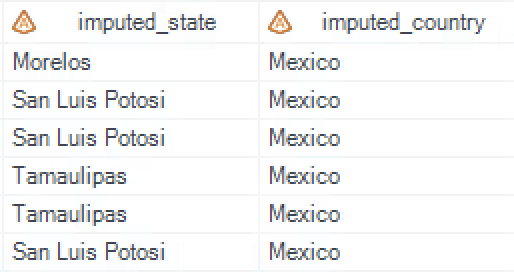 imputed_state imputed_country
Morelos Mexico
San Luis Potosi Mexico
San Luis Potosi Mexico
Tamaulipas Mexico
Tamaulipas Mexico
San Luis Potosi Mexico